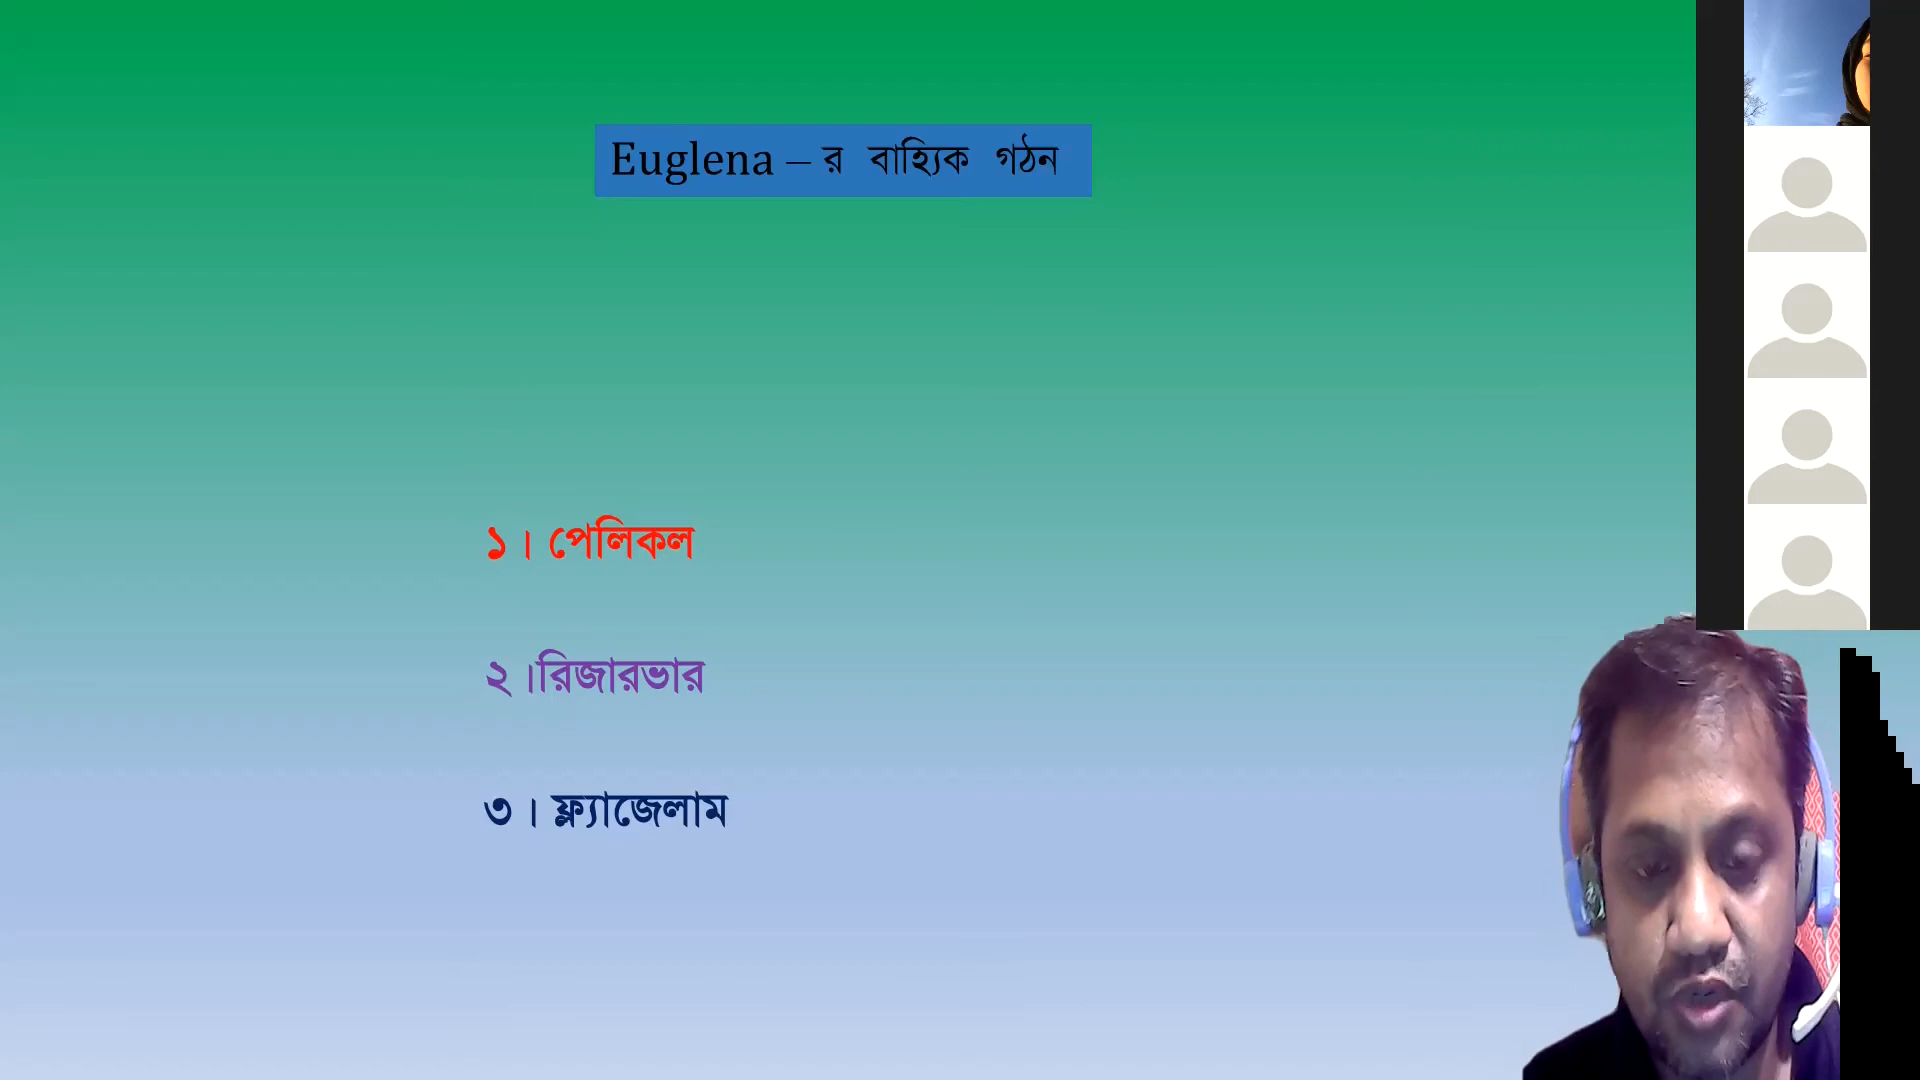 Euglena – র বাহ্যিক গঠন
১। পেলিকল
২।রিজারভার
৩। ফ্ল্যাজেলাম